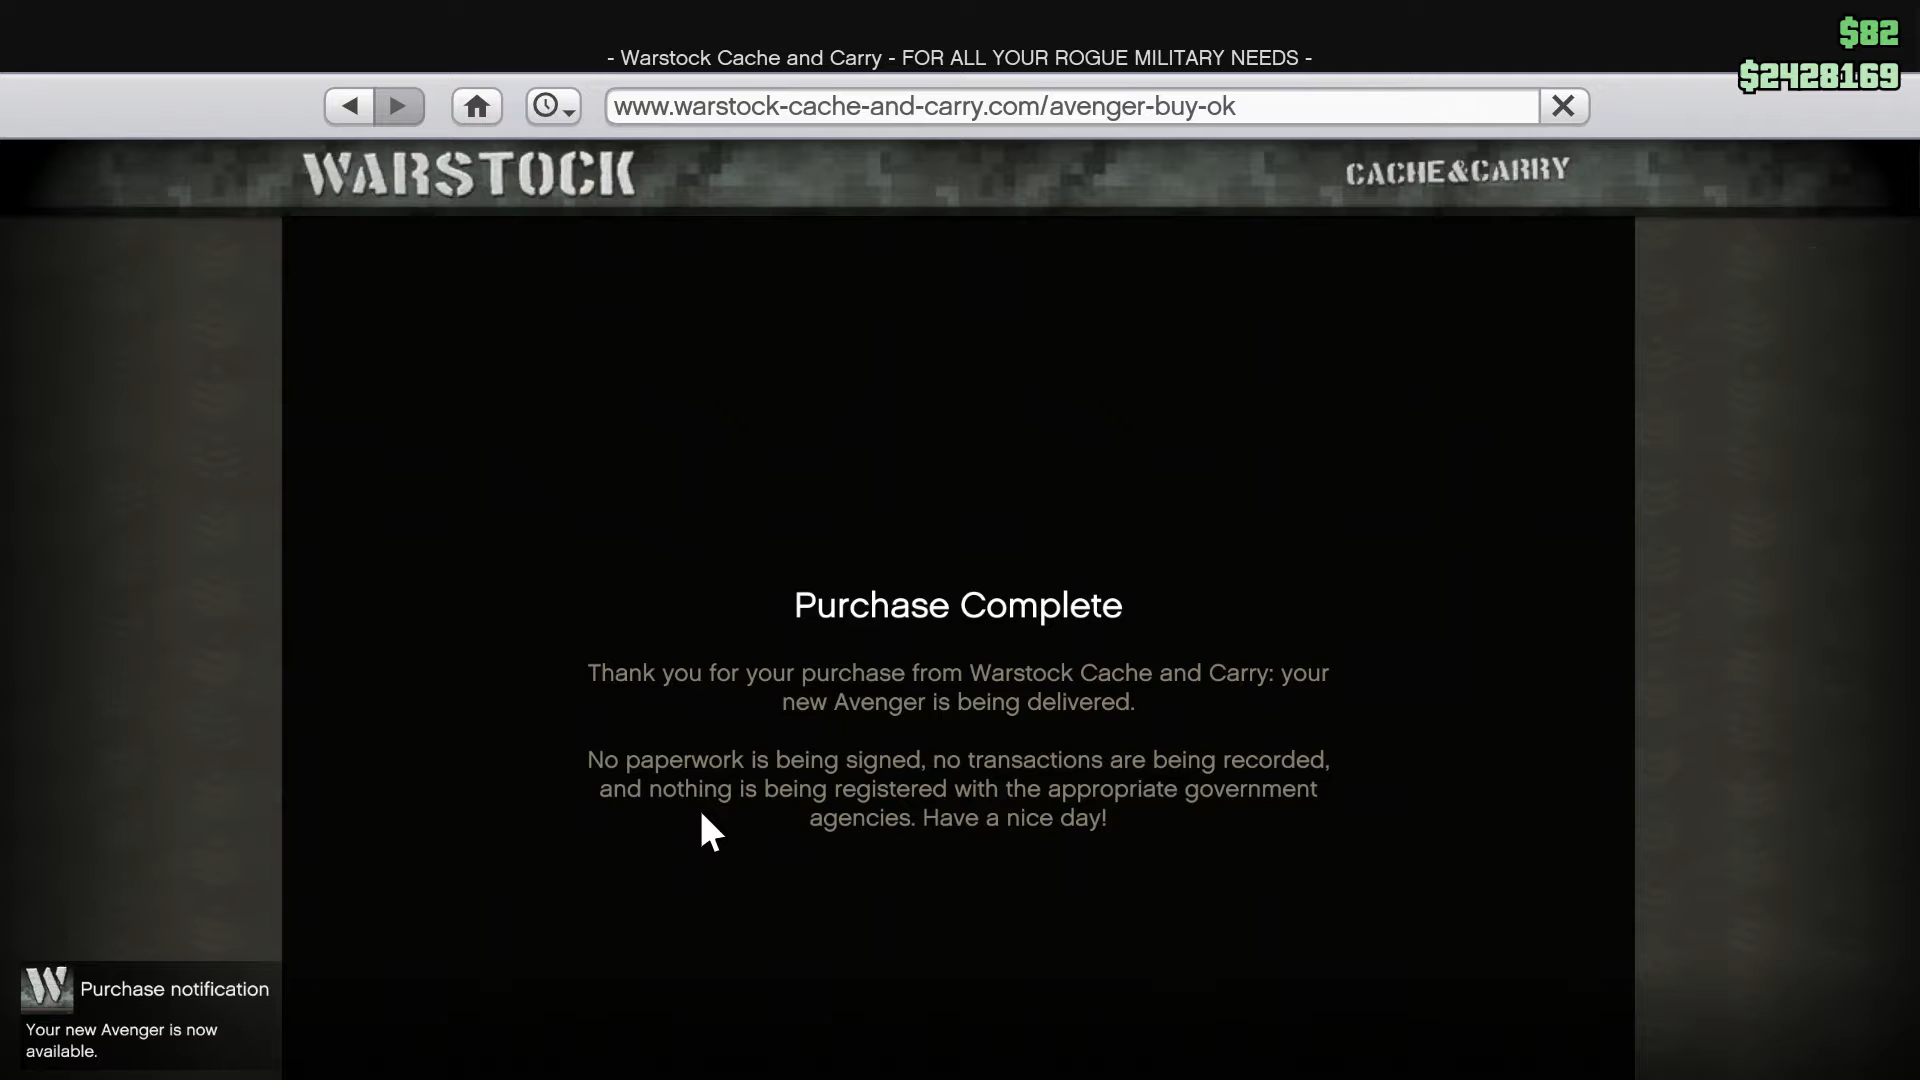 $82
- Warstock Cache and Carry - FOR ALL YOUR ROGUE MILITARY NEEDS -
$2428169
www.warstock-cache-and-carry.com/avenger-buy-ok
WARSTOCK
CACHE&CARRY
Purchase Complete
Thank you for your purchase from Warstock Cache and Carry: your
new Avenger is being delivered.
No paperwork is being signed, no transactions are being recorded,
and nothing is being registered with the appropriate government
agencies. Have a nice day!
W
Purchase notification
Your new Avenger is now
available.